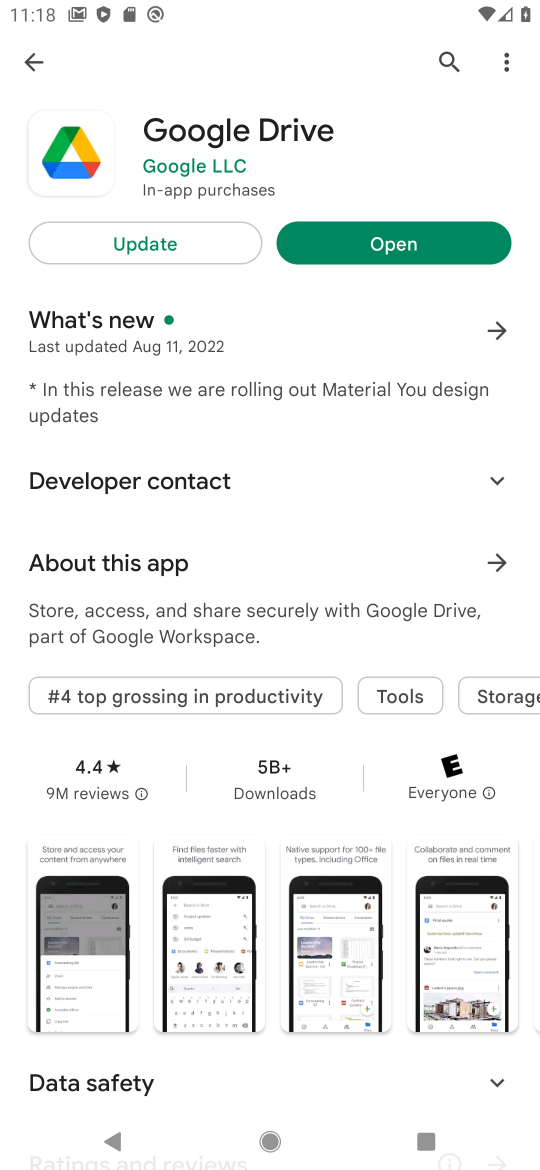 11:18
Google Drive
Google LLC
In-app purchases
Update
Open
What's new
Last updated Aug 11, 2022
* In this release we are rolling out Material You design
updates
Developer contact
About this app
Store, access, and share securely with Google Drive,
part of Google Workspace.
#4 top grossing in productivity
Tools
Storage
4.4★
9M reviews
5B+
Downloads
E
Everyone
Store and access your
content from anywhere
Find files faster with
intelligent search
Native support for 100+ file
types, including Office
Collaborate and comment
on files in real time
Data safety
Ratings and reviews